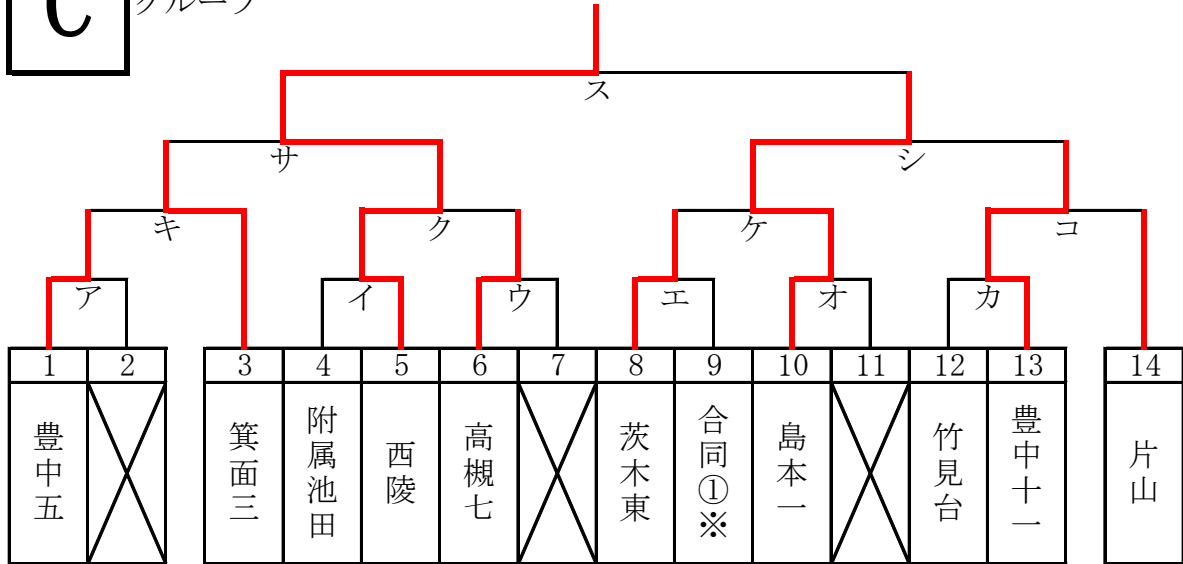 C グループ
ス
サ シ
キ ク ケ コ
ア イ ウ エ オ カ
1 2 3 4 5 6 7 8 9 10 11 12 13 14
豊中五
箕面三
附属池田
西陵
高槻七
茨木東
合同①※
島本一
竹見台
豊中十一
片山